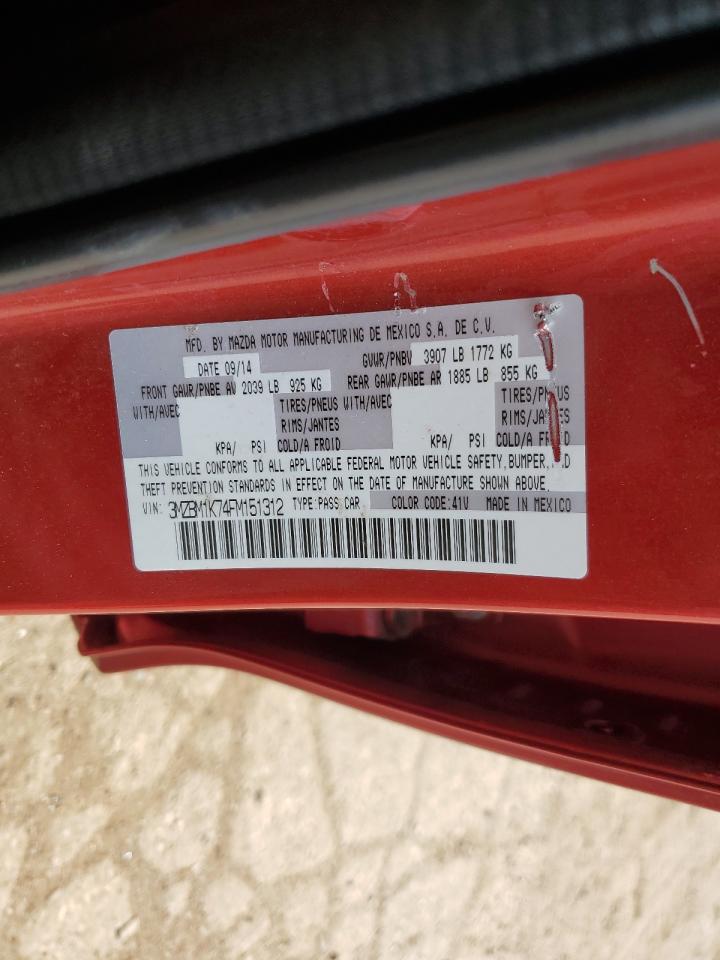 MFD. BY MAZDA MOTOR MANUFACTURING DE MEXICO S.A. DE C.V.
DATE 09/14 GVWR/PNBV 3907 LB 1772 KG
FRONT GAWR/PNBE AV 2039 LB 925 KG REAR GAWR/PNBE AR 1885 LB 855 KG
WITH/AVEC TIRES/PNEUS WITH/AVEC TIRES/PNEUS
RIMS/JANTES RIMS/JANTES
KPA/ PSI COLD/A FROID KPA/ PSI COLD/A FROID
THIS VEHICLE CONFORMS TO ALL APPLICABLE FEDERAL MOTOR VEHICLE SAFETY, BUMPER, AND
THEFT PREVENTION STANDARDS IN EFFECT ON THE DATE OF MANUFACTURE SHOWN ABOVE.
VIN: 3MZBM1K74FM151312 TYPE:PASS CAR COLOR CODE:41V MADE IN MEXICO